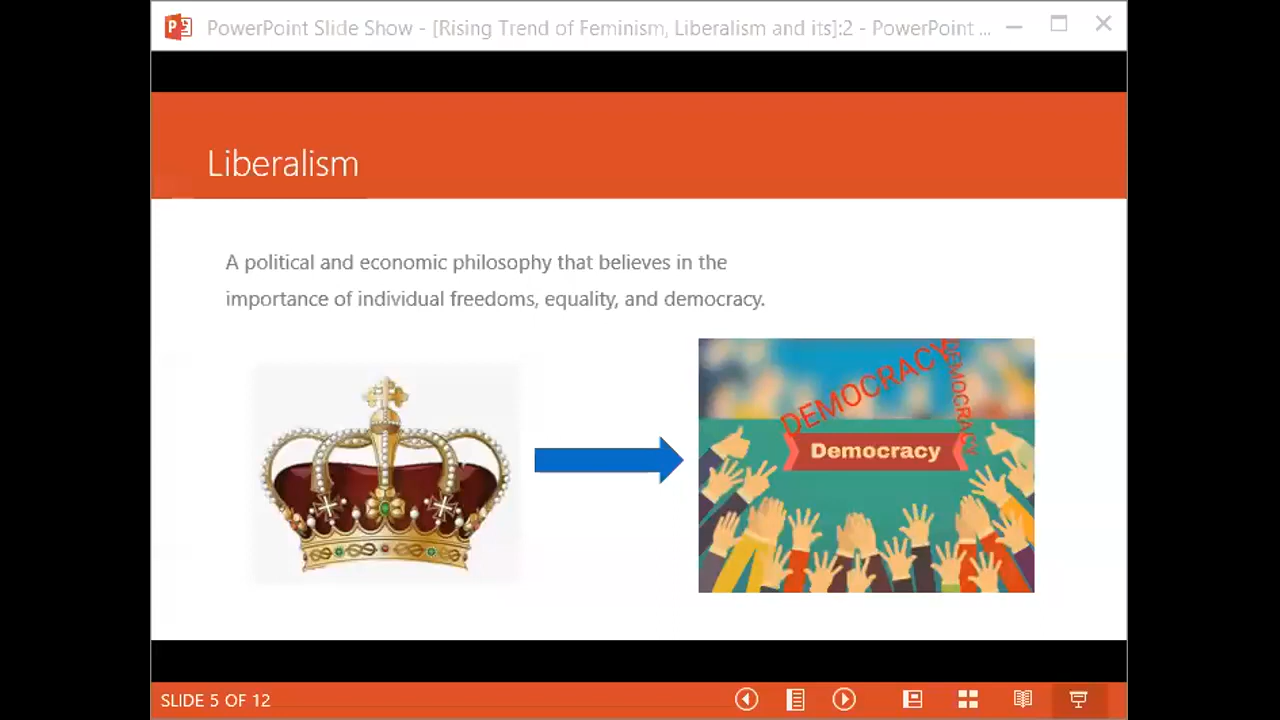 PowerPoint Slide Show - [Rising Trend of Feminism, Liberalism and its]:2 - PowerPoint ...
Liberalism
A political and economic philosophy that believes in the
importance of individual freedoms, equality, and democracy.
DEMOCRACY
DEMOCRACY
Democracy
SLIDE 5 OF 12